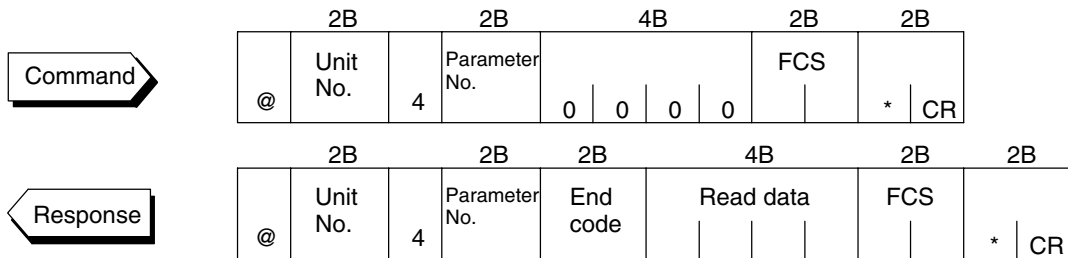 2B 2B 4B 2B 2B
Command
@ Unit No. 4 Parameter No. 0 0 0 0 FCS * CR
2B 2B 2B 4B 2B 2B
Response
@ Unit No. 4 Parameter No. End code Read data FCS * CR